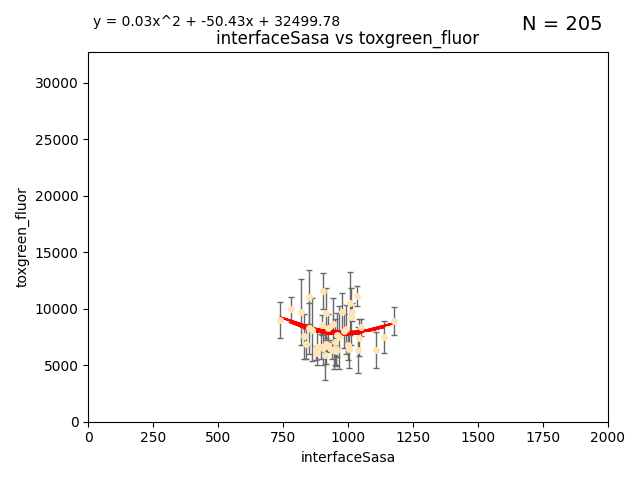 y = 0.03x^2 + -50.43x + 32499.78
N = 205
interfaceSasa vs toxgreen_fluor
30000
25000
20000
15000
10000
5000
0
toxgreen_fluor
0 250 500 750 1000 1250 1500 1750 2000
interfaceSasa